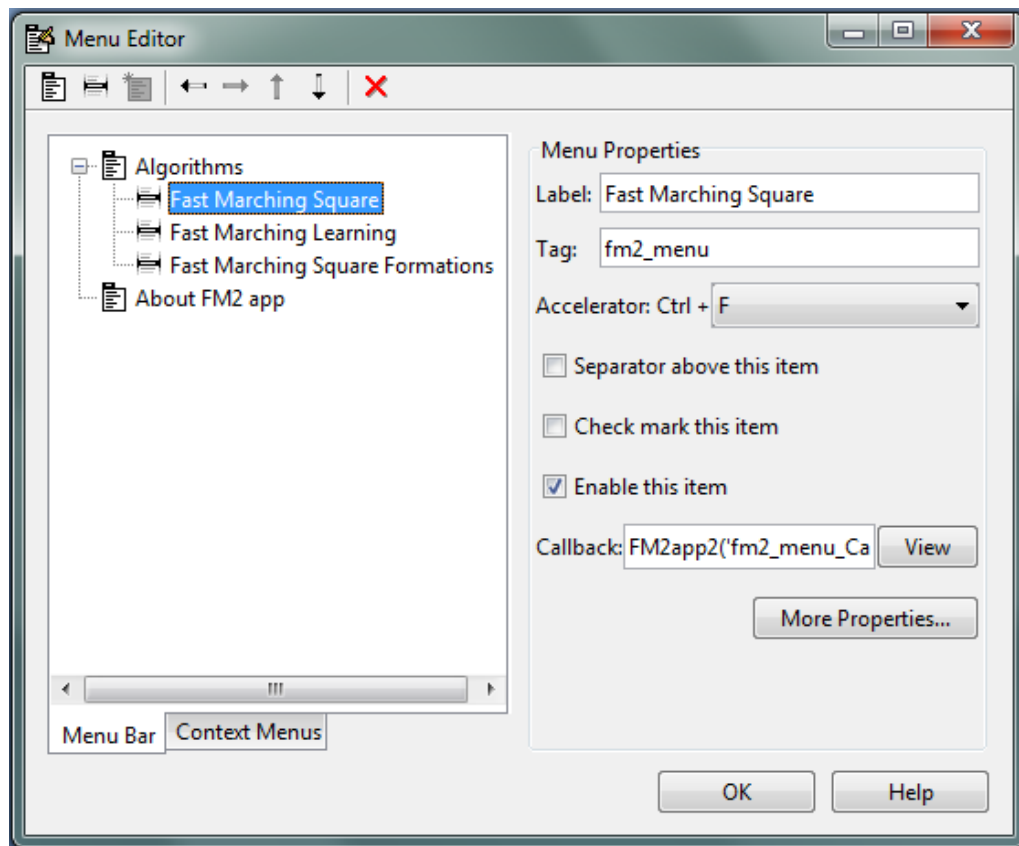 Menu Editor
Algorithms
Fast Marching Square
Fast Marching Learning
Fast Marching Square Formations
About FM2 app
Menu Bar
Context Menus
Menu Properties
Label: Fast Marching Square
Tag: fm2_menu
Accelerator: Ctrl + F
Separator above this item
Check mark this item
Enable this item
Callback: FM2app2('fm2_menu_Ca View
More Properties...
OK Help